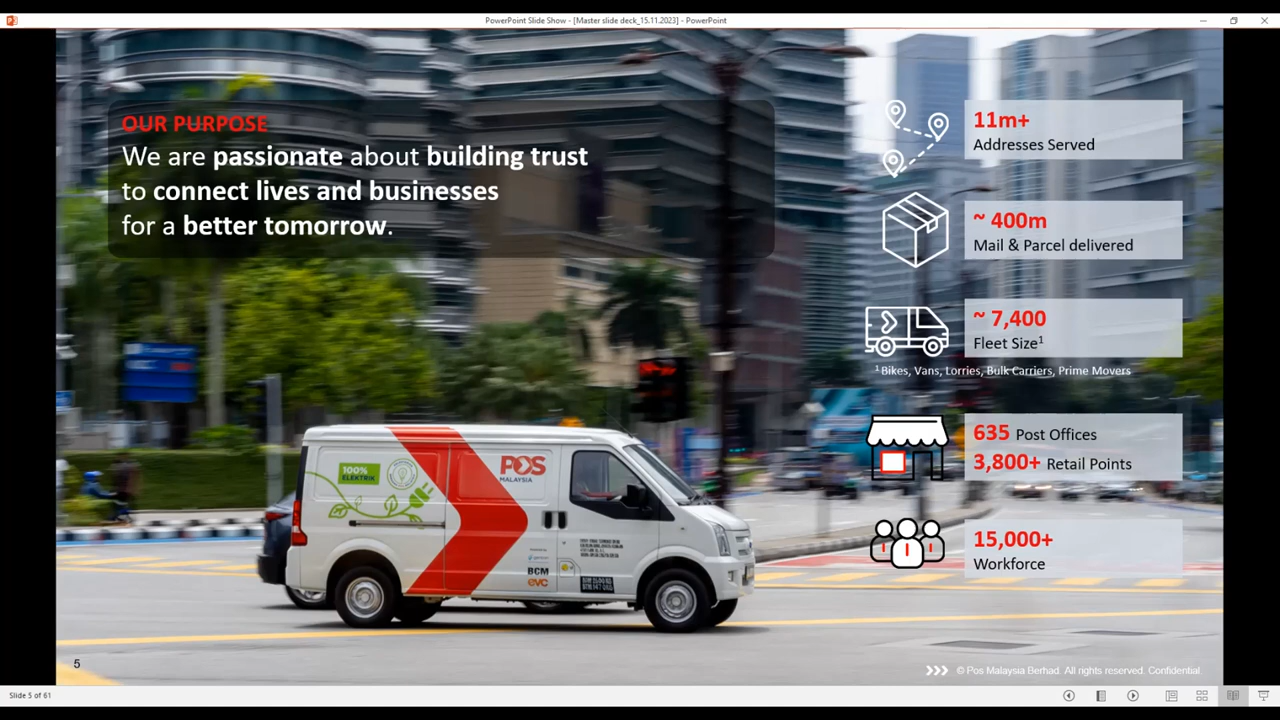 PowerPoint Slide Show - [Master slide deck_15.11.2023] - PowerPoint
OUR PURPOSE
We are passionate about building trust
to connect lives and businesses
for a better tomorrow.
11m+
Addresses Served
~ 400m
Mail & Parcel delivered
~ 7,400
Fleet Size¹
¹ Bikes, Vans, Lorries, Bulk Carriers, Prime Movers
635 Post Offices
3,800+ Retail Points
15,000+
Workforce
100%
ELEKTRIK
POS
MALAYSIA
BCM
evc
5
© Pos Malaysia Berhad. All rights reserved. Confidential.
Slide 5 of 61